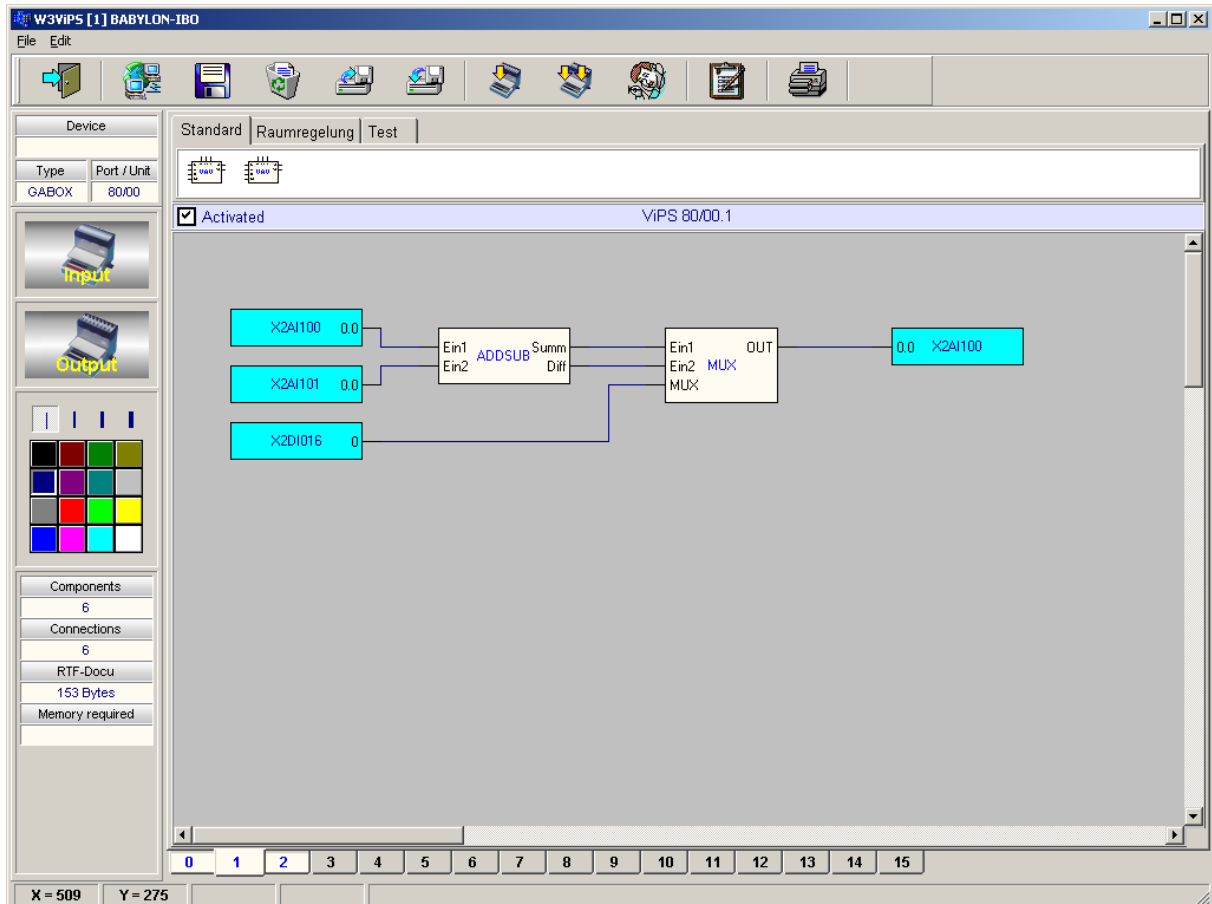 W3ViPS [1] BABYLON-IBO
File Edit
Device
Type Port / Unit
GABOX 80/00
Input
Output
Components
6
Connections
6
RTF-Docu
153 Bytes
Memory required
Standard Raumregelung Test
VAV VAV
Activated ViPS 80/00.1
X2AI100 0.0
X2AI101 0.0
X2DI016 0
Ein1 ADDSUB Summ
Ein2 Diff
Ein1 OUT
Ein2 MUX
MUX
0.0 X2AI100
0 1 2 3 4 5 6 7 8 9 10 11 12 13 14 15
X = 509 Y = 275